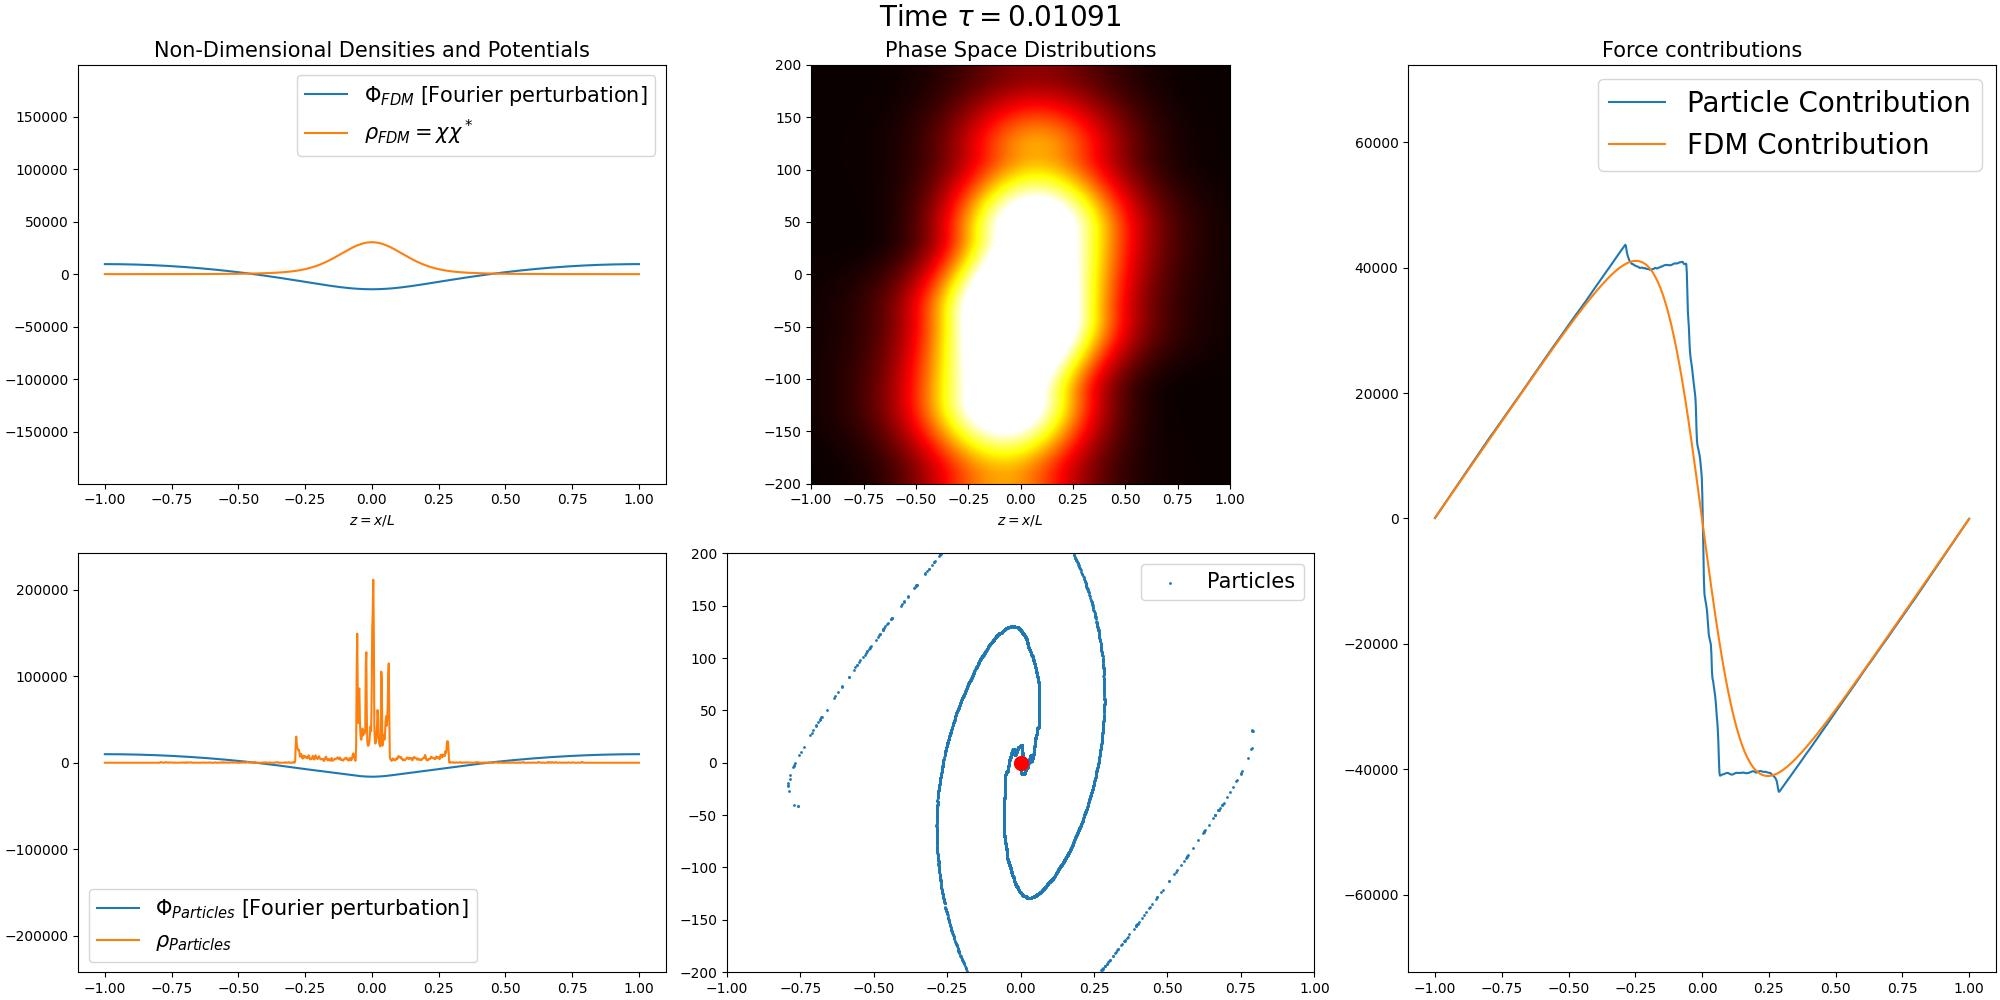 Time τ = 0.01091
Non-Dimensional Densities and Potentials
Φ_FDM [Fourier perturbation]
ρ_FDM = χχ*
150000
100000
50000
0
−50000
−100000
−150000
−1.00 −0.75 −0.50 −0.25 0.00 0.25 0.50 0.75 1.00
z = x/L
Phase Space Distributions
200
150
100
50
0
−50
−100
−150
−200
−1.00 −0.75 −0.50 −0.25 0.00 0.25 0.50 0.75 1.00
z = x/L
Force contributions
Particle Contribution
FDM Contribution
60000
40000
20000
0
−20000
−40000
−60000
−1.00 −0.75 −0.50 −0.25 0.00 0.25 0.50 0.75 1.00
200000
100000
0
−100000
−200000
Φ_Particles [Fourier perturbation]
ρ_Particles
−1.00 −0.75 −0.50 −0.25 0.00 0.25 0.50 0.75 1.00
Particles
200
150
100
50
0
−50
−100
−150
−200
−1.00 −0.75 −0.50 −0.25 0.00 0.25 0.50 0.75 1.00